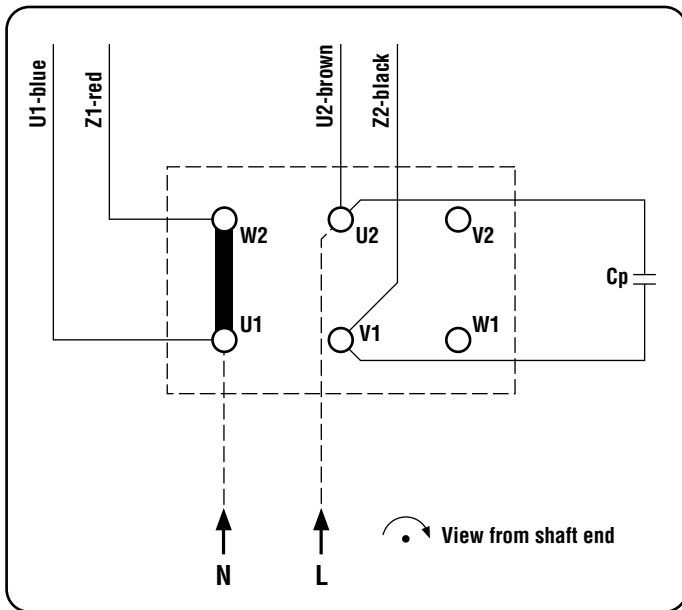 U1-blue
Z1-red
U2-brown
Z2-black
W2
U2
V2
Cp
U1
V1
W1
View from shaft end
N
L